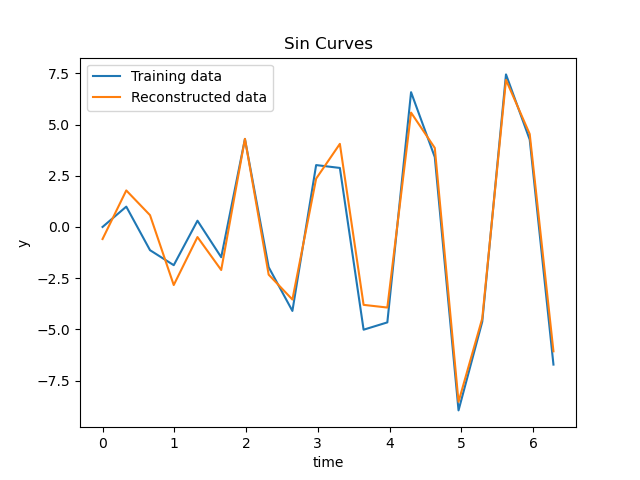 Sin Curves
Training data
Reconstructed data
7.5
5.0
2.5
0.0
−2.5
−5.0
−7.5
y
0 1 2 3 4 5 6
time